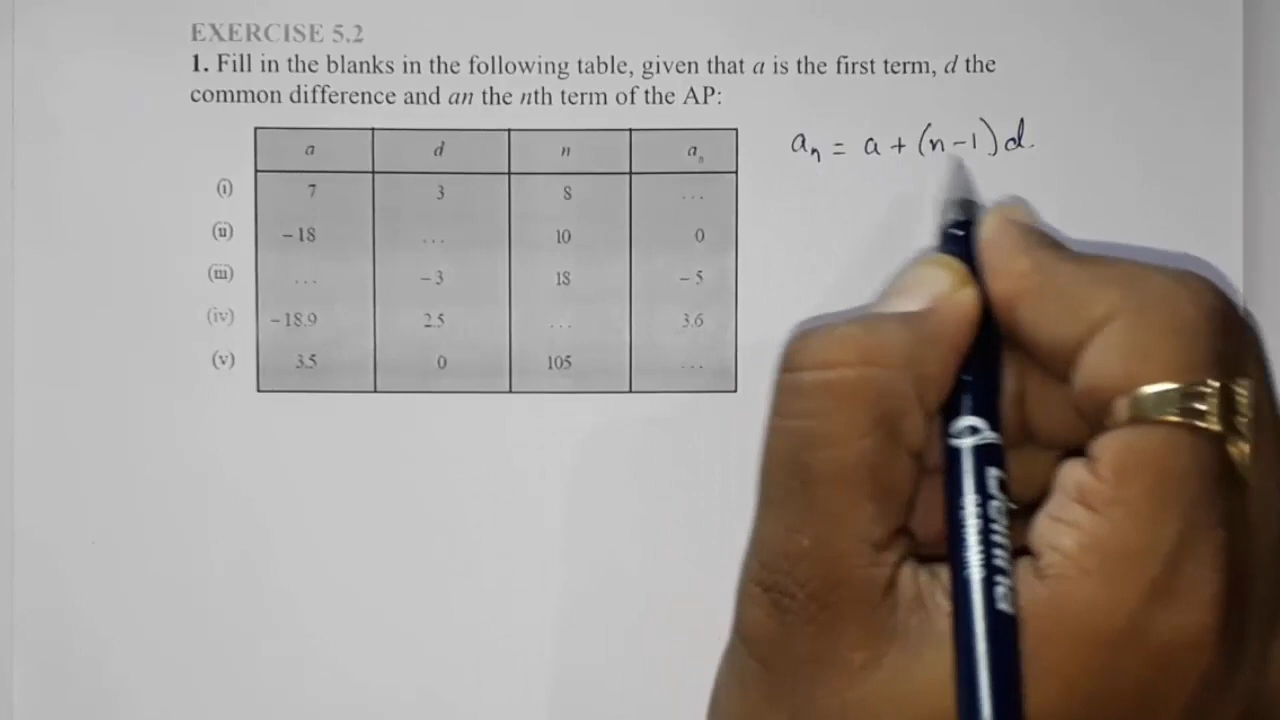 EXERCISE 5.2
1. Fill in the blanks in the following table, given that a is the first term, d the
common difference and an the nth term of the AP:
a d n aₙ
(i) 7 3 8 ...
(ii) −18 ... 10 0
(iii) ... −3 18 −5
(iv) −18.9 2.5 ... 3.6
(v) 3.5 0 105 ...
aₙ = a + (n−1)d.